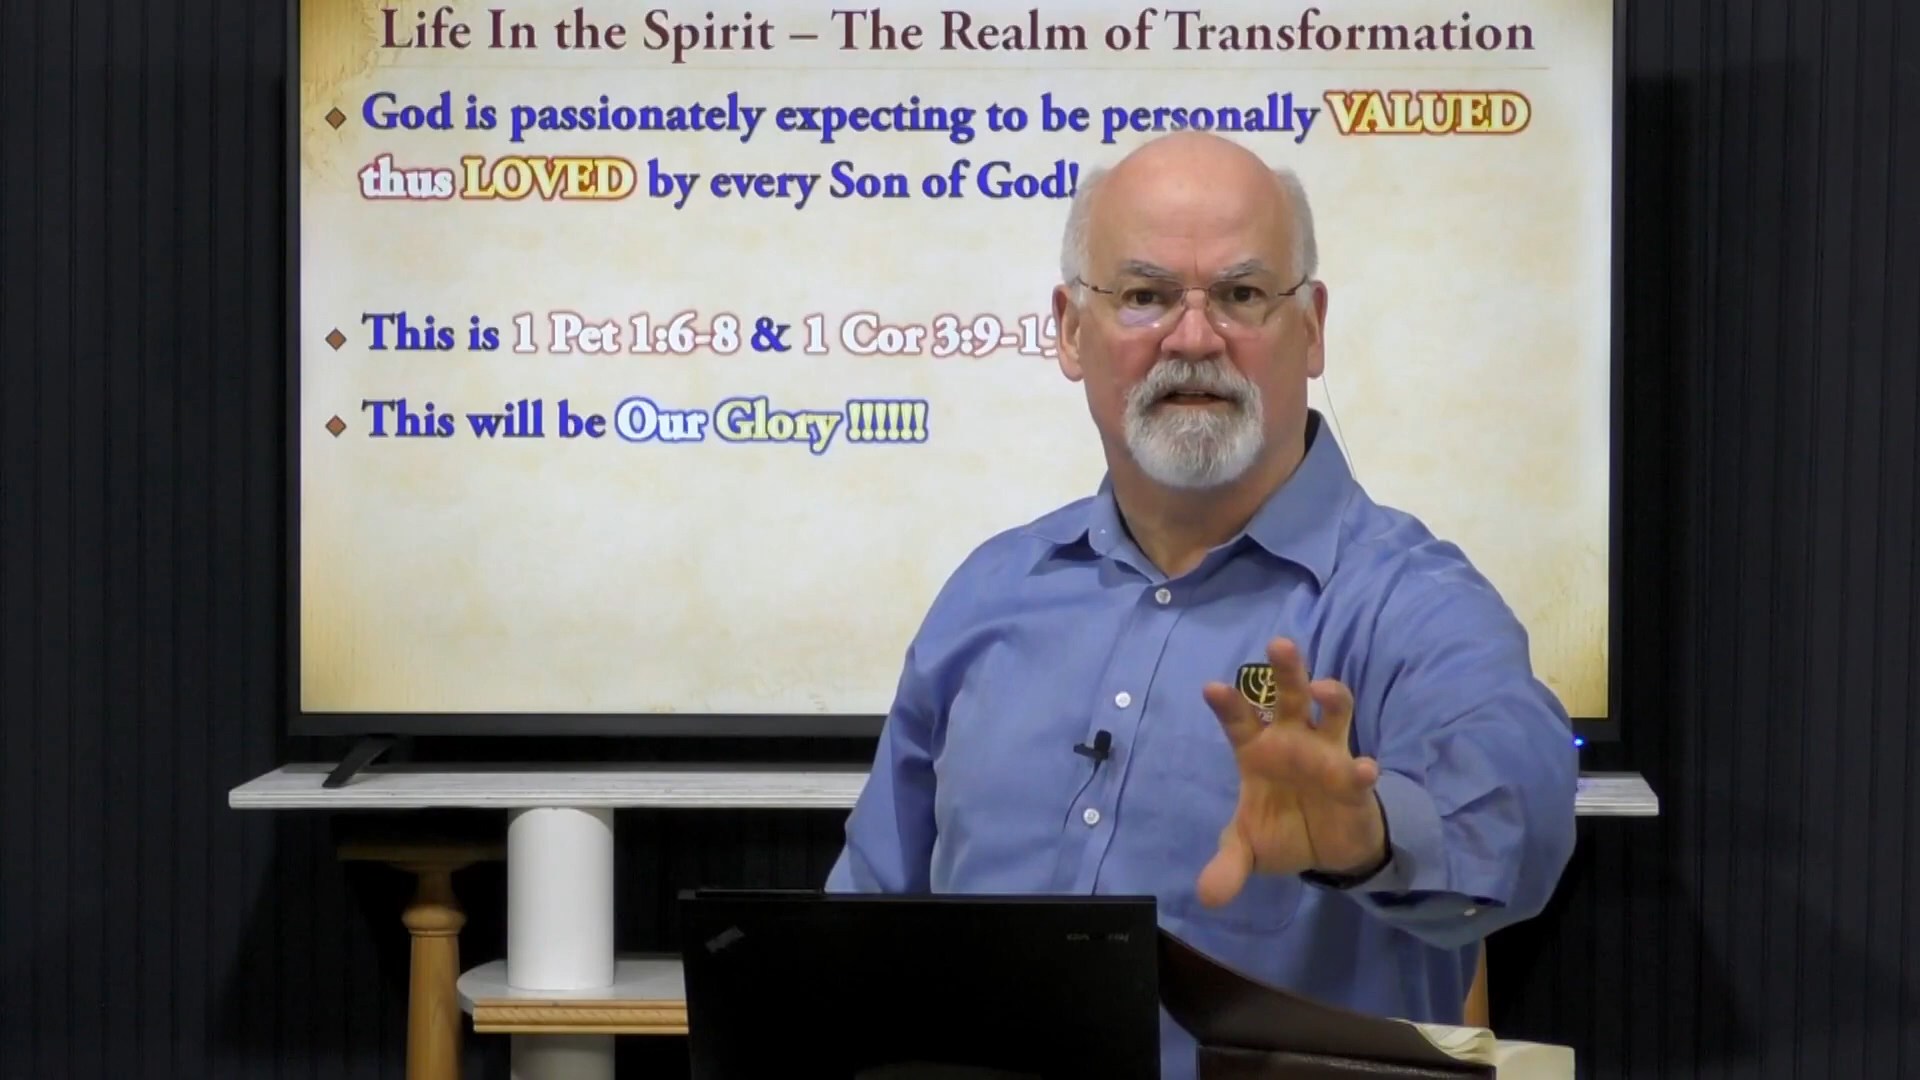 Life In the Spirit – The Realm of Transformation
God is passionately expecting to be personally VALUED
thus LOVED by every Son of God!
This is 1 Pet 1:6-8 & 1 Cor 3:9-15
This will be Our Glory !!!!!!